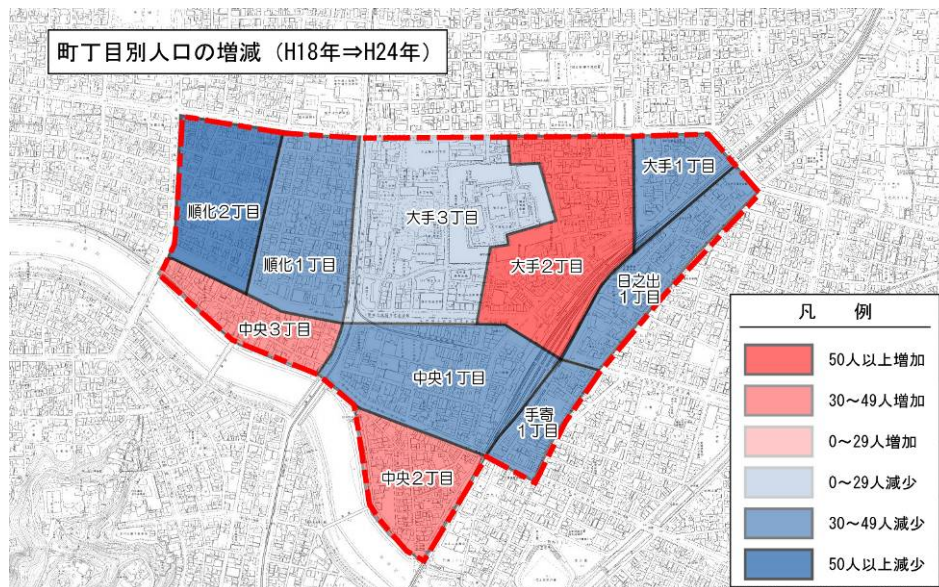 町丁目別人口の増減（H18年⇒H24年）
大手1丁目
順化2丁目
大手3丁目
順化1丁目
大手2丁目
日之出
1丁目
中央3丁目
中央1丁目
手寄
1丁目
中央2丁目
凡　例
50人以上増加
30～49人増加
0～29人増加
0～29人減少
30～49人減少
50人以上減少